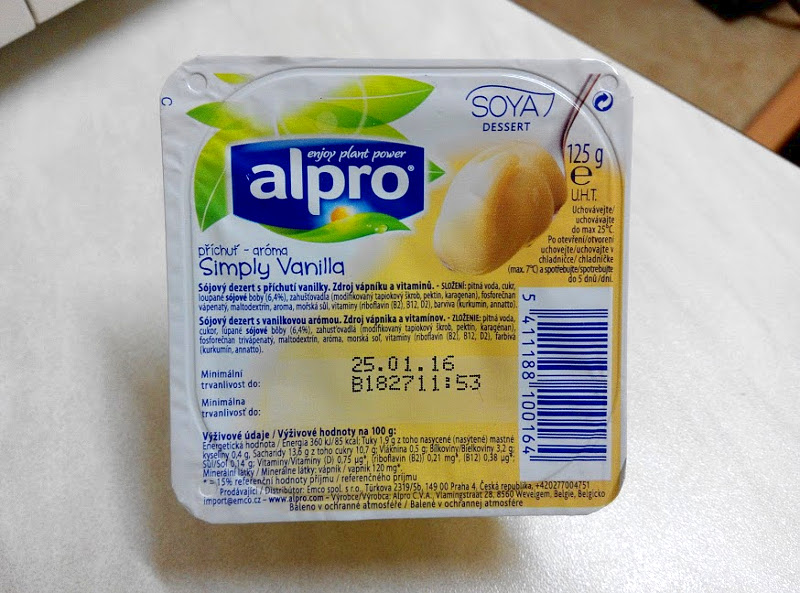 C
SOYA
DESSERT
enjoy plant power
alpro®
125 g
e
U.H.T.
Uchovávejte/
uchovávajte
do max 25°C.
Po otevření/otvorení
uchovejte/uchovajte v
chladničce/ chladničke
(max. 7°C) a spotřebujte/spotrebujte
do 5 dnů /dní.
příchuť - aróma
Simply Vanilla
Sójový dezert s příchutí vanilky. Zdroj vápníku a vitamínů. - SLOŽENÍ: pitná voda, cukr,
loupané sójové boby (6,4%), zahušťovadla (modifikovaný tapiokový škrob, pektin, karagenan), fosforečnan
vápenatý, maltodextrin, aroma, mořská sůl, vitamíny (riboflavin (B2), B12, D2), barviva (kurkumin, annatto).
Sójový dezert s vanilkovou arómou. Zdroj vápnika a vitamínov. - ZLOŽENIE: pitná voda,
cukor, lúpané sójové bôby (6,4%), zahusťovadlá (modifikovaný tapiokový škrob, pektín, karagénan),
fosforečnan trivápenatý, maltodextrín, aróma, morská soľ, vitamíny (riboflavín (B2), B12, D2), farbivá
(kurkumín, annatto).
Minimální
trvanlivost do:
25.01.16
B182711:53
Minimálna
trvanlivosť do:
5 411188 100164
Výživové údaje / Výživové hodnoty na 100 g:
Energetická hodnota / Energia 360 kJ/85 kcal; Tuky 1,9 g z toho nasycené (nasýtené) mastné
kyseliny 0,4 g, Sacharidy 13,6 g z toho cukry 10,7 g; Vláknina 0,5 g; Bílkoviny/Bielkoviny 3,2 g;
Sůl/Soľ 0,14 g; Vitaminy/Vitamíny (D) 0,75 µg*, (riboflavin (B2)) 0,21 mg*, (B12) 0,38 µg*;
Minerální látky / Minerálne látky: vápník / vápnik 120 mg*.
* = 15% referenční hodnoty příjmu / referenčného príjmu
Prodávající / Distribútor: Emco spol. s r.o., Türkova 2319/5b, 149 00 Praha 4, Česká republika, +420277004751
import@emco.cz – www.alpro.com – Výrobce/Výrobca: Alpro C.V.A., Vlamingstraat 28, 8560 Wevelgem, Belgie, Belgicko
Baleno v ochranné atmosféře / Balené v ochrannej atmosfére